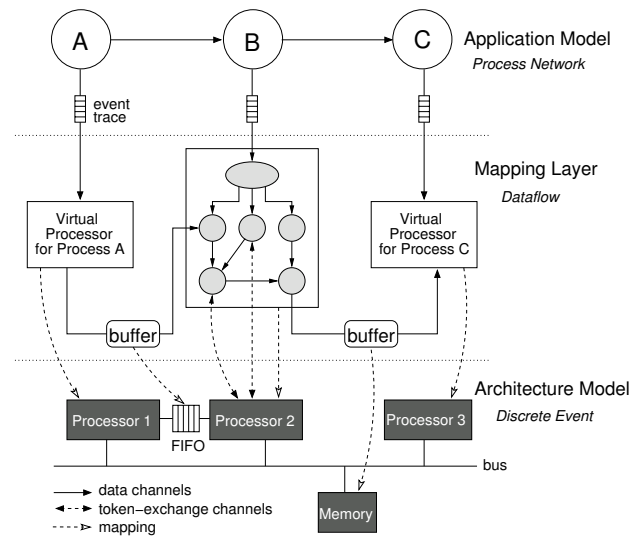 A
B
C
Application Model
Process Network
event
trace
Mapping Layer
Dataflow
Virtual
Processor
for Process A
Virtual
Processor
for Process C
buffer
buffer
Architecture Model
Discrete Event
Processor 1
FIFO
Processor 2
Processor 3
bus
data channels
token−exchange channels
mapping
Memory